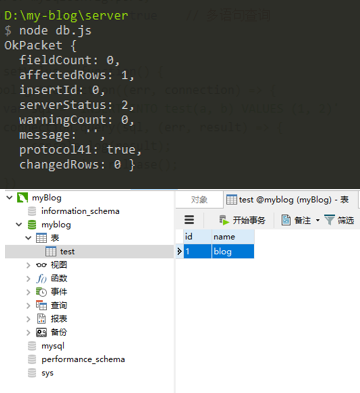 D:\my-blog\server
$ node db.js
OkPacket {
fieldCount: 0,
affectedRows: 1,
insertId: 0,
serverStatus: 2,
warningCount: 0,
message: '',
protocol41: true,
changedRows: 0 }
myBlog
information_schema
myblog
表
test
视图
函数
事件
查询
报表
备份
mysql
performance_schema
sys
对象
test @myblog (myBlog) - 表
开始事务
备注
筛选
id name
1 blog